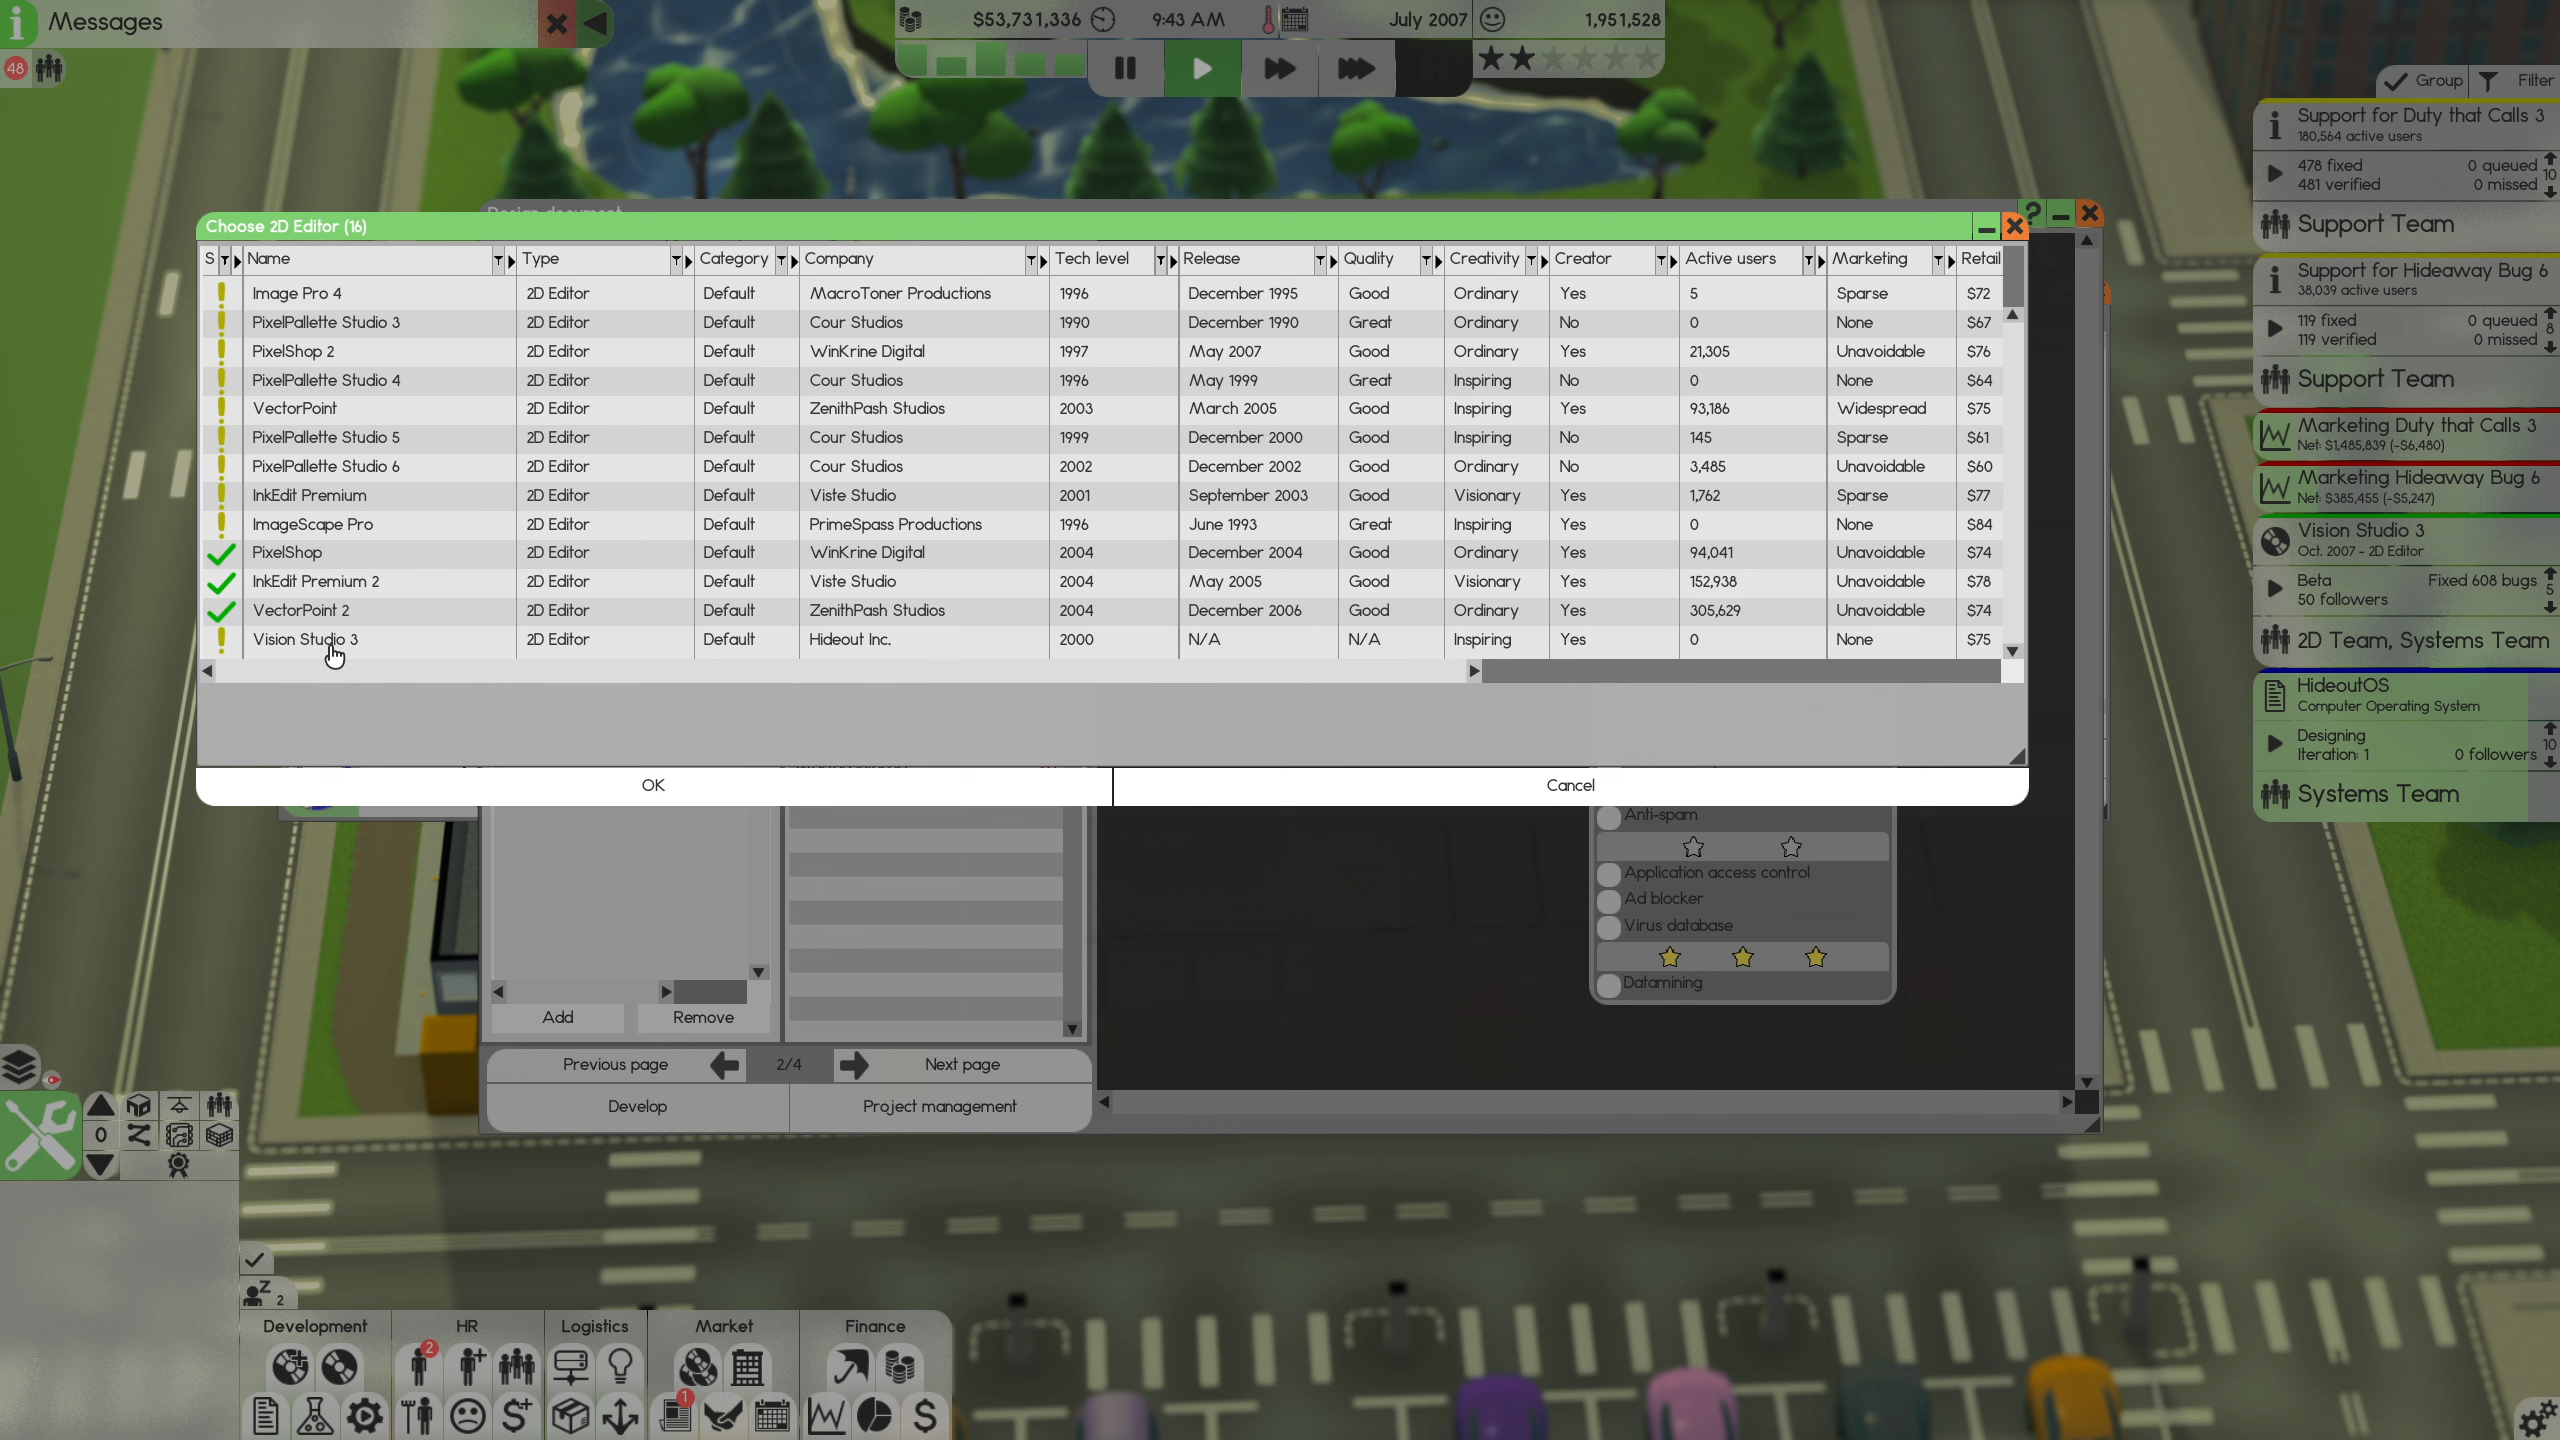 Messages
48
$53,731,336
9:43 AM
July 2007
1,951,528
Group
Filter
Support for Duty that Calls 3
180,564 active users
478 fixed
0 queued
481 verified
0 missed
10
Support Team
Support for Hideaway Bug 6
38,039 active users
119 fixed
0 queued
119 verified
0 missed
8
Support Team
Marketing Duty that Calls 3
Net: $1,485,839 (-$6,480)
Marketing Hideaway Bug 6
Net: $385,455 (-$5,247)
Vision Studio 3
Oct. 2007 - 2D Editor
Beta
Fixed 608 bugs
50 followers
5
2D Team, Systems Team
HideoutOS
Computer Operating System
Designing
Iteration: 1
0 followers
10
Systems Team
Design document
?
Choose 2D Editor (16)
S Name Type Category Company Tech level Release Quality Creativity Creator Active users Marketing Retail
Image Pro 4 2D Editor Default MacroToner Productions 1996 December 1995 Good Ordinary Yes 5 Sparse $72
PixelPallette Studio 3 2D Editor Default Cour Studios 1990 December 1990 Great Ordinary No 0 None $67
PixelShop 2 2D Editor Default WinKrine Digital 1997 May 2007 Good Ordinary Yes 21,305 Unavoidable $76
PixelPallette Studio 4 2D Editor Default Cour Studios 1996 May 1999 Great Inspiring No 0 None $64
VectorPoint 2D Editor Default ZenithPash Studios 2003 March 2005 Good Inspiring Yes 93,186 Widespread $75
PixelPallette Studio 5 2D Editor Default Cour Studios 1999 December 2000 Good Inspiring No 145 Sparse $61
PixelPallette Studio 6 2D Editor Default Cour Studios 2002 December 2002 Good Ordinary No 3,485 Unavoidable $60
InkEdit Premium 2D Editor Default Viste Studio 2001 September 2003 Good Visionary Yes 1,762 Sparse $77
ImageScape Pro 2D Editor Default PrimeSpass Productions 1996 June 1993 Great Inspiring Yes 0 None $84
PixelShop 2D Editor Default WinKrine Digital 2004 December 2004 Good Ordinary Yes 94,041 Unavoidable $74
InkEdit Premium 2 2D Editor Default Viste Studio 2004 May 2005 Good Visionary Yes 152,938 Unavoidable $78
VectorPoint 2 2D Editor Default ZenithPash Studios 2004 December 2006 Good Ordinary Yes 305,629 Unavoidable $74
Vision Studio 3 2D Editor Default Hideout Inc. 2000 N/A N/A Inspiring Yes 0 None $75
OK
Cancel
Anti-spam
Application access control
Ad blocker
Virus database
Datamining
Add
Remove
Previous page
2/4
Next page
Develop
Project management
0
2
Development
HR
Logistics
Market
Finance
2
1